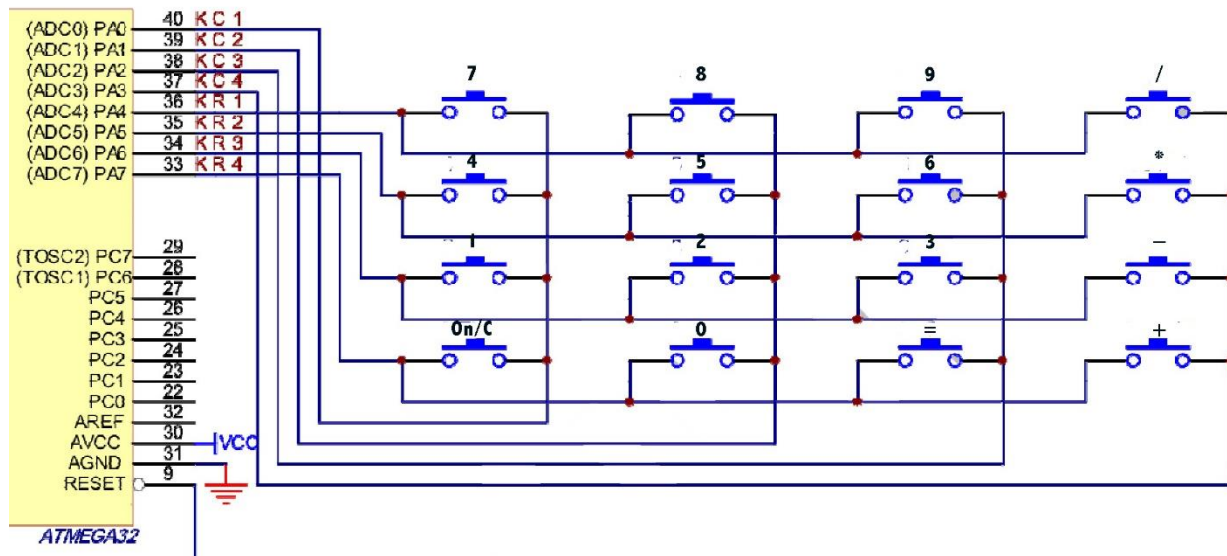 (ADC0) PA0 40 KC1
(ADC1) PA1 39 KC2
(ADC2) PA2 38 KC3
(ADC3) PA3 37 KC4
(ADC4) PA4 36 KR1
(ADC5) PA5 35 KR2
(ADC6) PA6 34 KR3
(ADC7) PA7 33 KR4
7 8 9 /
4 5 6 *
1 2 3 -
On/C 0 = +
(TOSC2) PC7 29
(TOSC1) PC6 28
PC5 27
PC4 26
PC3 25
PC2 24
PC1 23
PC0 22
AREF 32
AVCC 30 VCC
AGND 31
RESET 9
ATMEGA32